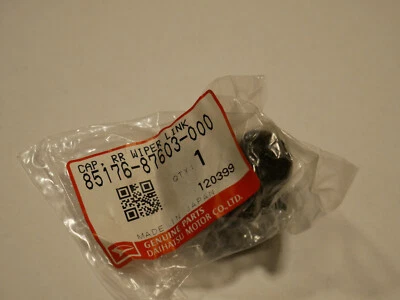 CAP, RR WIPER LINK
85176-87603-000
QTY: 1
120399
MADE IN JAPAN
GENUINE PARTS
DAIHATSU MOTOR CO., LTD.